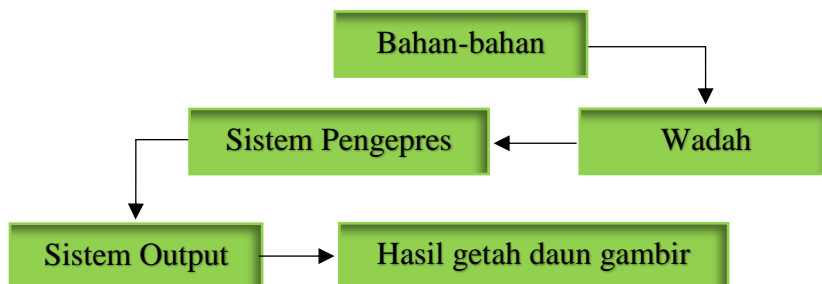 Bahan-bahan
Sistem Pengepres
Wadah
Sistem Output
Hasil getah daun gambir